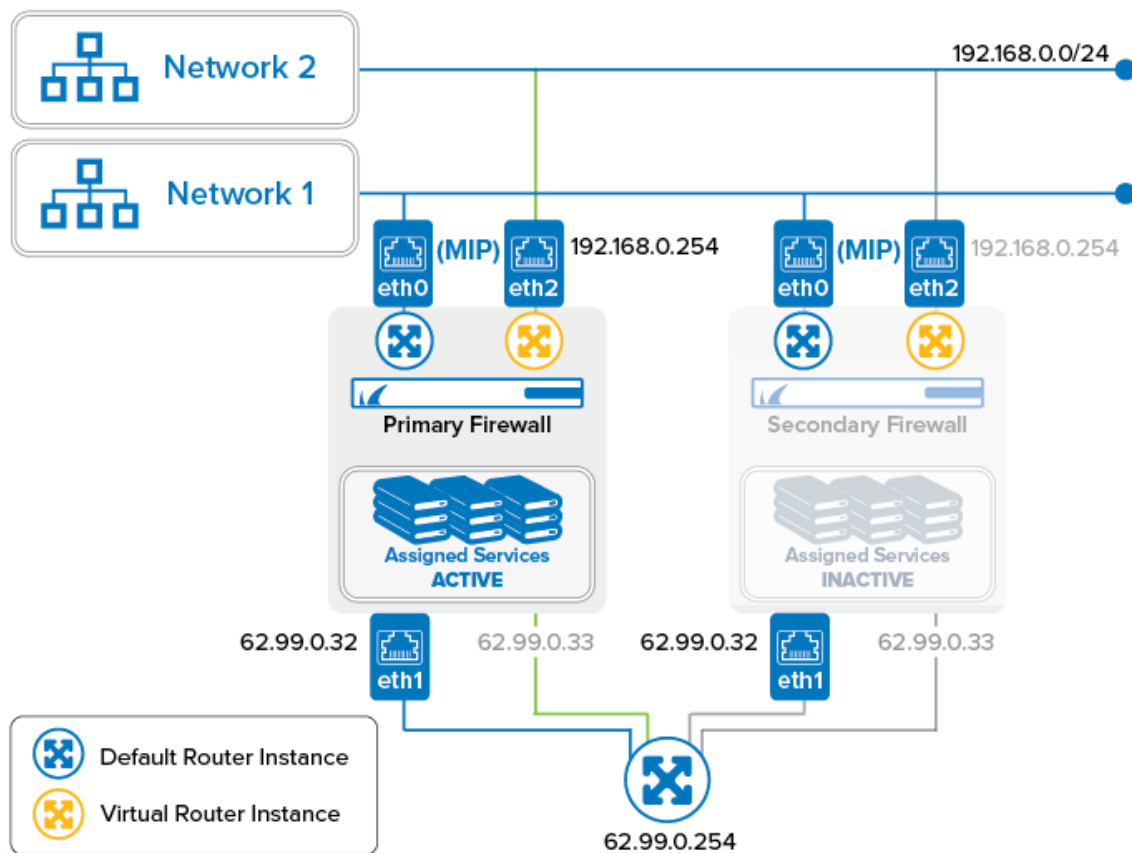 Network 2
192.168.0.0/24
Network 1
(MIP)
192.168.0.254
(MIP)
192.168.0.254
eth0
eth2
eth0
eth2
Primary Firewall
Secondary Firewall
Assigned Services
ACTIVE
Assigned Services
INACTIVE
62.99.0.32
62.99.0.33
62.99.0.32
62.99.0.33
eth1
eth1
Default Router Instance
Virtual Router Instance
62.99.0.254